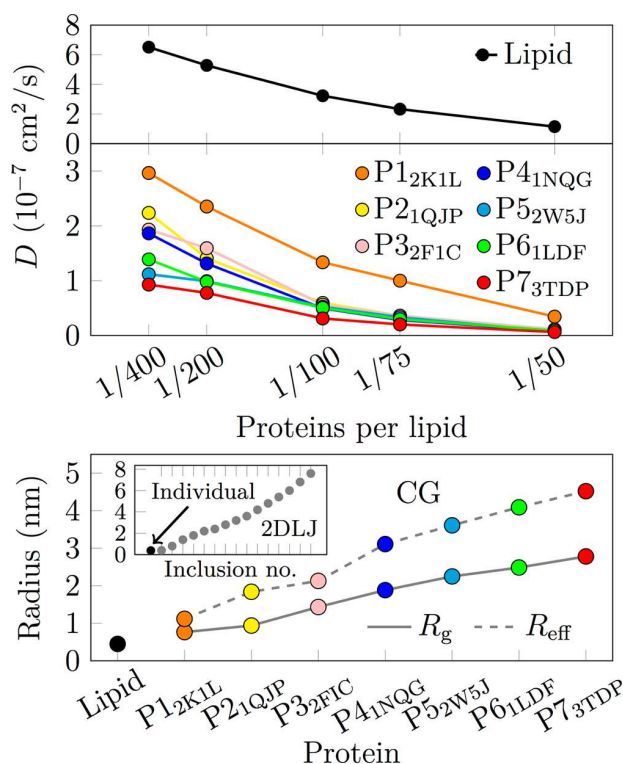 8
6
4
2
0
Lipid
3
2
1
0
D (10⁻⁷ cm²/s)
P1₂K1L P4₁NQG
P2₁QJP P5₂W5J
P3₂F1C P6₁LDF
P7₃TDP
1/400 1/200 1/100 1/75 1/50
Proteins per lipid
5
4
3
2
1
0
Radius (nm)
8
6
4
2
0
Individual
2DLJ
Inclusion no.
CG
R_g R_eff
Lipid P1₂K1L P2₁QJP P3₂FIC P4₁NQG P5₂W5J P6₁LDF P7₃TDP
Protein